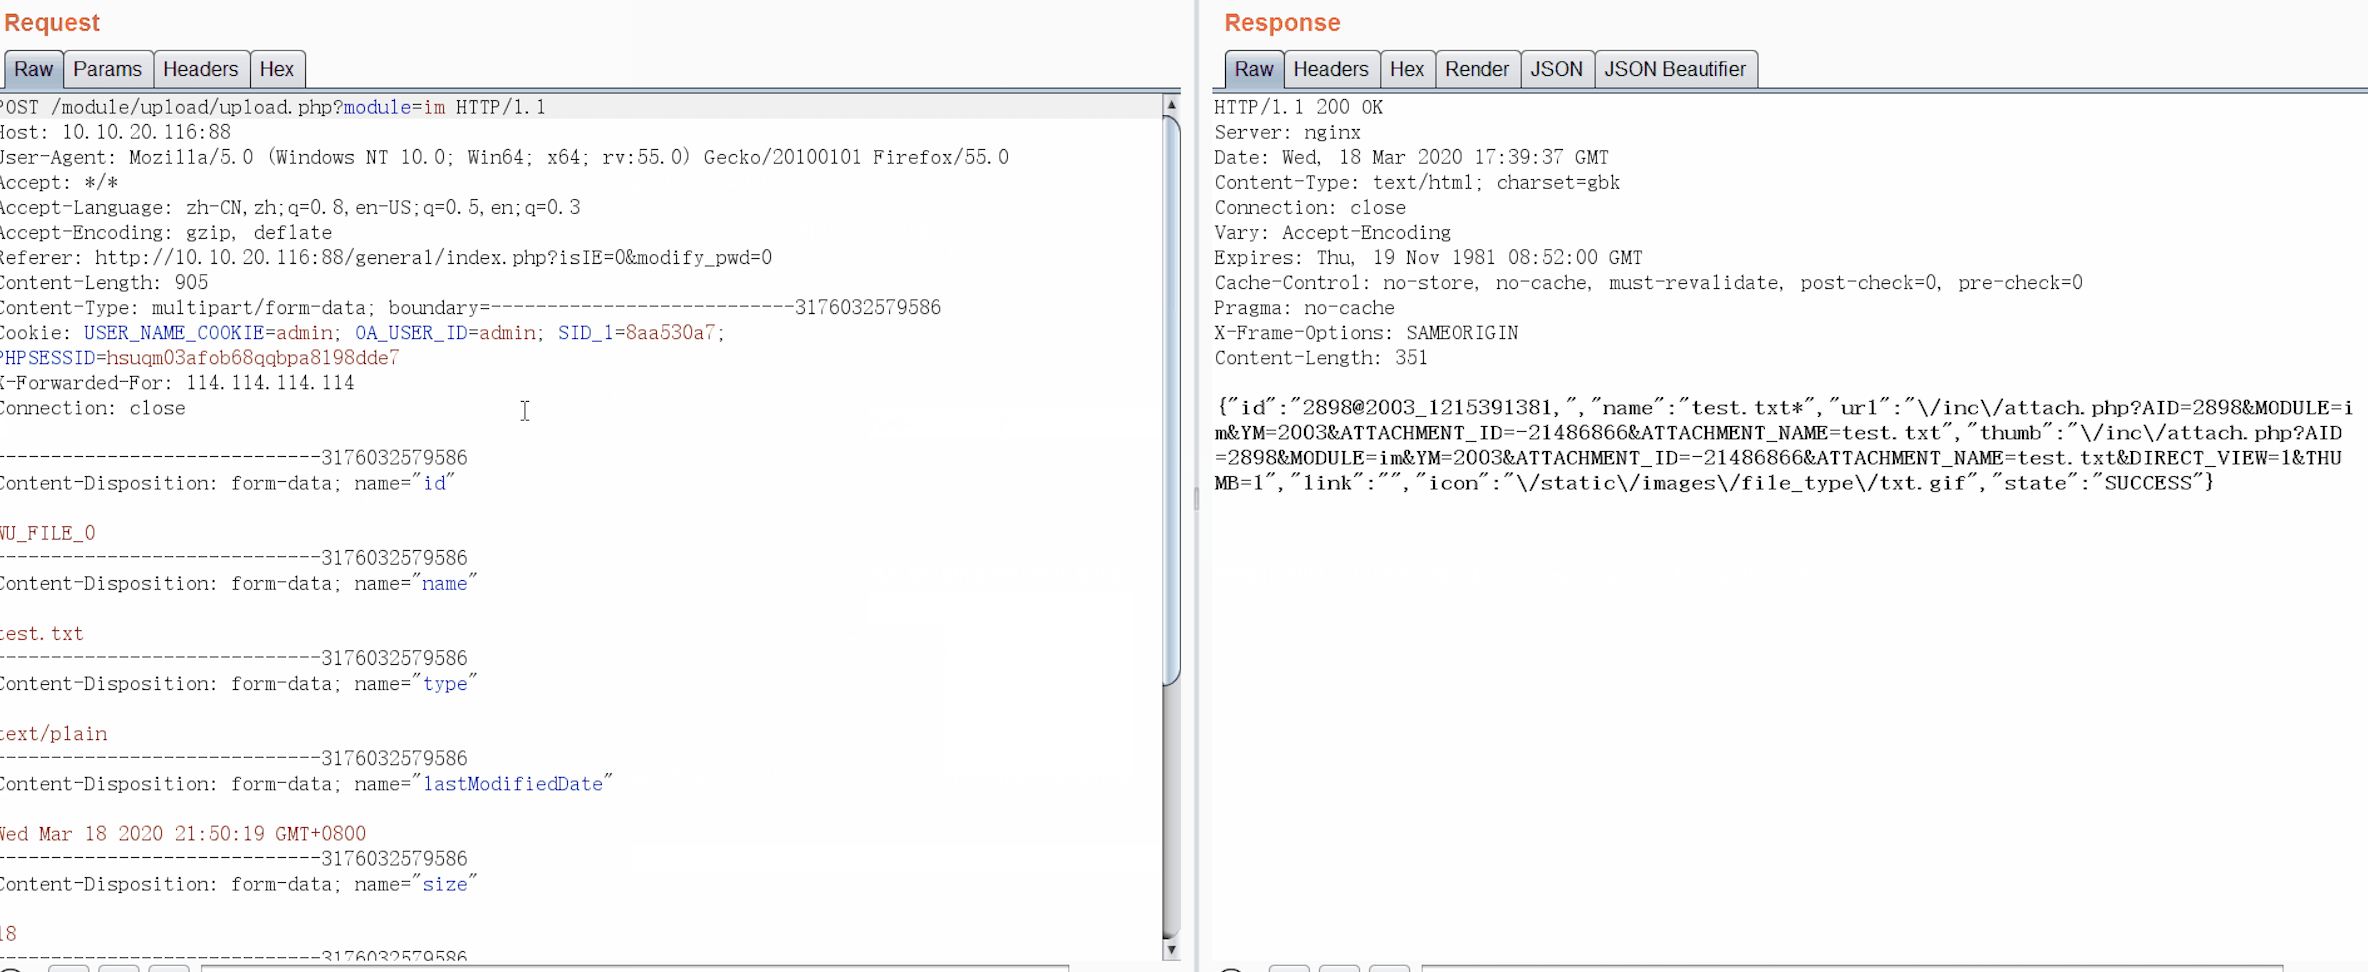 Request
Raw Params Headers Hex
POST /module/upload/upload.php?module=im HTTP/1.1
Host: 10.10.20.116:88
User-Agent: Mozilla/5.0 (Windows NT 10.0; Win64; x64; rv:55.0) Gecko/20100101 Firefox/55.0
Accept: */*
Accept-Language: zh-CN,zh;q=0.8,en-US;q=0.5,en;q=0.3
Accept-Encoding: gzip, deflate
Referer: http://10.10.20.116:88/general/index.php?isIE=0&modify_pwd=0
Content-Length: 905
Content-Type: multipart/form-data; boundary=---------------------------3176032579586
Cookie: USER_NAME_COOKIE=admin; OA_USER_ID=admin; SID_1=8aa530a7;
PHPSESSID=hsuqm03afob68qqbpa8198dde7
X-Forwarded-For: 114.114.114.114
Connection: close
-----------------------------3176032579586
Content-Disposition: form-data; name="id"
WU_FILE_0
-----------------------------3176032579586
Content-Disposition: form-data; name="name"
test.txt
-----------------------------3176032579586
Content-Disposition: form-data; name="type"
text/plain
-----------------------------3176032579586
Content-Disposition: form-data; name="lastModifiedDate"
Wed Mar 18 2020 21:50:19 GMT+0800
-----------------------------3176032579586
Content-Disposition: form-data; name="size"
18
-----------------------------3176032579586
Response
Raw Headers Hex Render JSON JSON Beautifier
HTTP/1.1 200 OK
Server: nginx
Date: Wed, 18 Mar 2020 17:39:37 GMT
Content-Type: text/html; charset=gbk
Connection: close
Vary: Accept-Encoding
Expires: Thu, 19 Nov 1981 08:52:00 GMT
Cache-Control: no-store, no-cache, must-revalidate, post-check=0, pre-check=0
Pragma: no-cache
X-Frame-Options: SAMEORIGIN
Content-Length: 351
{"id":"2898@2003_1215391381,","name":"test.txt*","url":"\/inc\/attach.php?AID=2898&MODULE=i
m&YM=2003&ATTACHMENT_ID=-21486866&ATTACHMENT_NAME=test.txt","thumb":"\/inc\/attach.php?AID
=2898&MODULE=im&YM=2003&ATTACHMENT_ID=-21486866&ATTACHMENT_NAME=test.txt&DIRECT_VIEW=1&THU
MB=1","link":"","icon":"\/static\/images\/file_type\/txt.gif","state":"SUCCESS"}